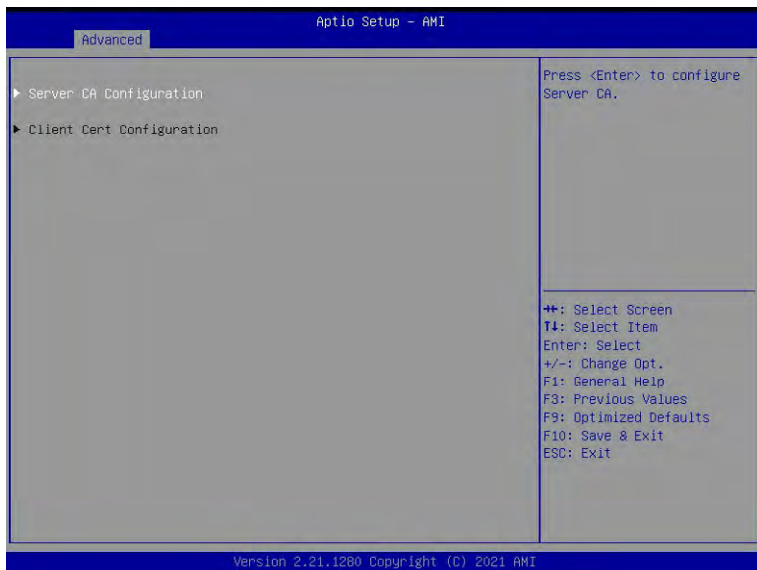 Aptio Setup – AMI
Advanced
▶ Server CA Configuration
▶ Client Cert Configuration
Press <Enter> to configure
Server CA.
→←: Select Screen
↑↓: Select Item
Enter: Select
+/-: Change Opt.
F1: General Help
F3: Previous Values
F9: Optimized Defaults
F10: Save & Exit
ESC: Exit
Version 2.21.1280 Copyright (C) 2021 AMI